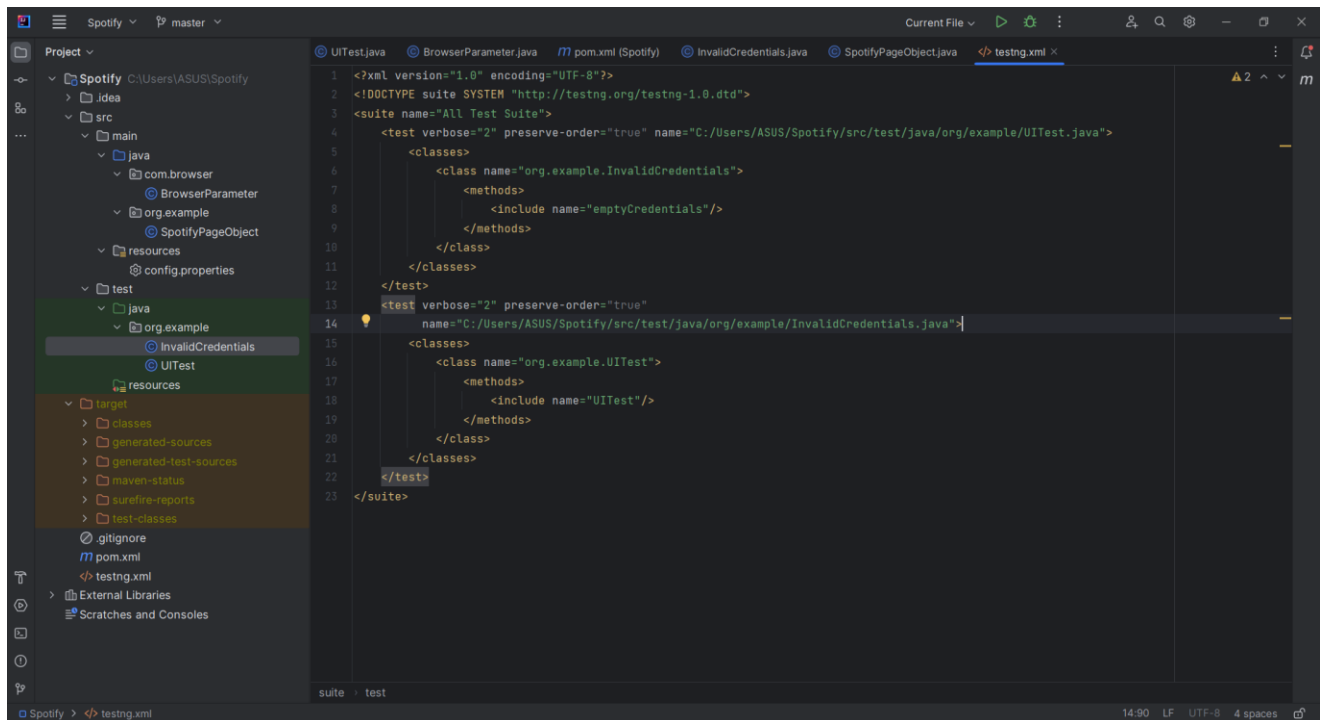 Spotify master Current File
Project
UITest.java BrowserParameter.java pom.xml (Spotify) InvalidCredentials.java SpotifyPageObject.java testng.xml
Spotify C:\Users\ASUS\Spotify
.idea
src
main
java
com.browser
BrowserParameter
org.example
SpotifyPageObject
resources
config.properties
test
java
org.example
InvalidCredentials
UITest
resources
target
classes
generated-sources
generated-test-sources
maven-status
surefire-reports
test-classes
.gitignore
pom.xml
testng.xml
External Libraries
Scratches and Consoles
2
1 <?xml version="1.0" encoding="UTF-8"?>
2 <!DOCTYPE suite SYSTEM "http://testng.org/testng-1.0.dtd">
3 <suite name="All Test Suite">
4 <test verbose="2" preserve-order="true" name="C:/Users/ASUS/Spotify/src/test/java/org/example/UITest.java">
5 <classes>
6 <class name="org.example.InvalidCredentials">
7 <methods>
8 <include name="emptyCredentials"/>
9 </methods>
10 </class>
11 </classes>
12 </test>
13 <test verbose="2" preserve-order="true"
14 name="C:/Users/ASUS/Spotify/src/test/java/org/example/InvalidCredentials.java">
15 <classes>
16 <class name="org.example.UITest">
17 <methods>
18 <include name="UITest"/>
19 </methods>
20 </class>
21 </classes>
22 </test>
23 </suite>
suite › test
Spotify > testng.xml 14:90 LF UTF-8 4 spaces